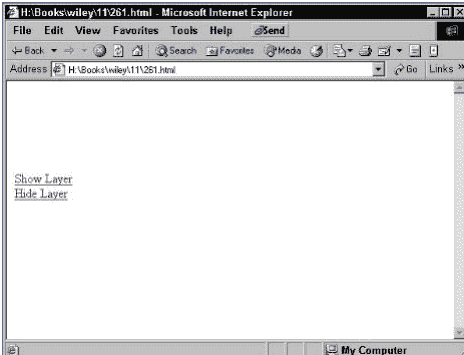 H:\Books\wiley\11\261.html - Microsoft Internet Explorer
File Edit View Favorites Tools Help Send
Back Search Favorites Media
Address H:\Books\wiley\11\261.html Go Links »
Show Layer
Hide Layer
My Computer